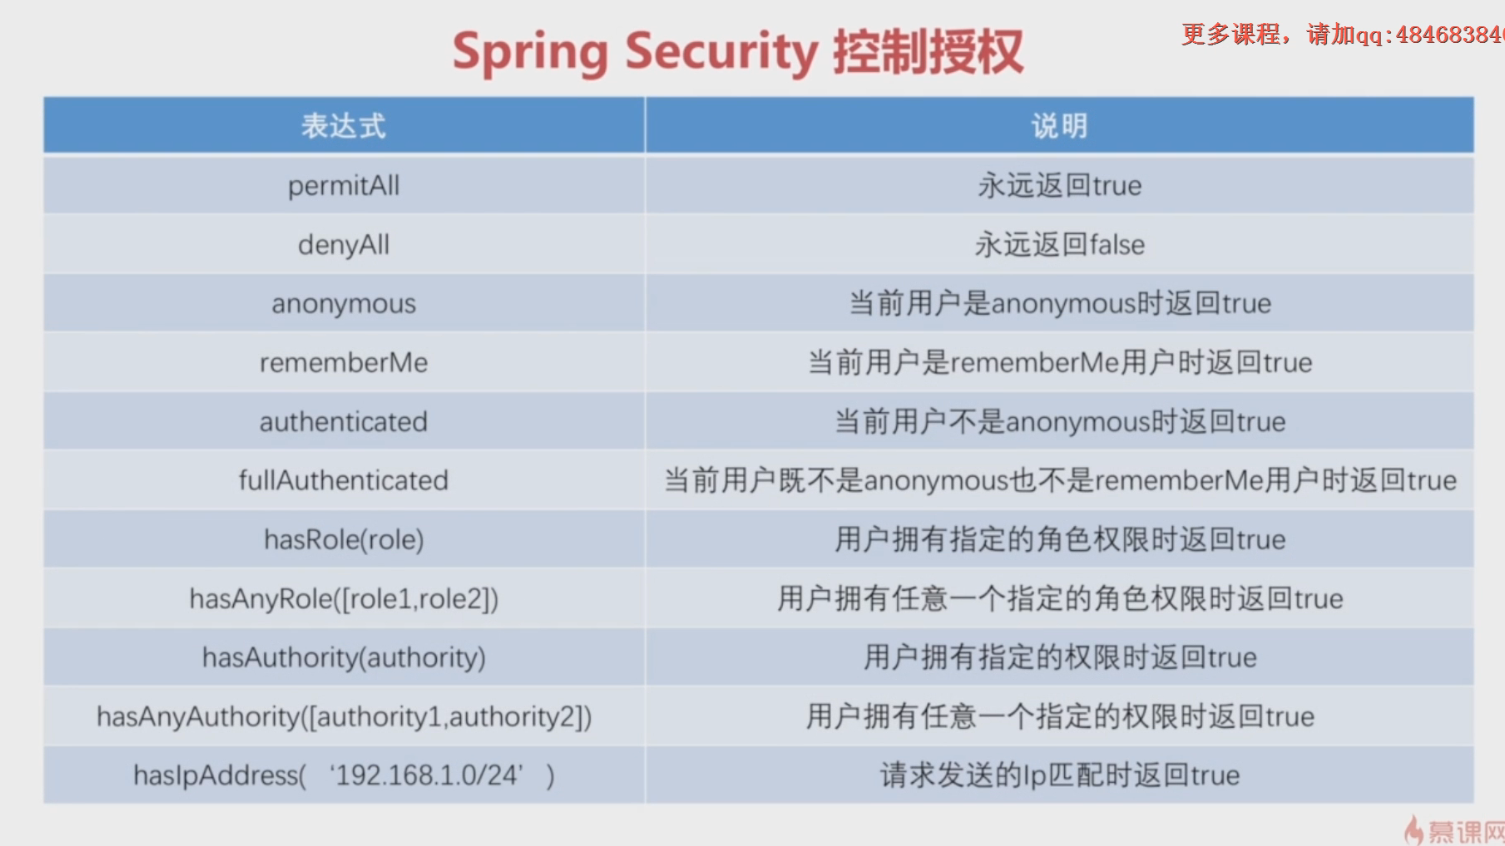 Spring Security 控制授权
更多课程，请加qq:48468384
表达式 说明
permitAll 永远返回true
denyAll 永远返回false
anonymous 当前用户是anonymous时返回true
rememberMe 当前用户是rememberMe用户时返回true
authenticated 当前用户不是anonymous时返回true
fullAuthenticated 当前用户既不是anonymous也不是rememberMe用户时返回true
hasRole(role) 用户拥有指定的角色权限时返回true
hasAnyRole([role1,role2]) 用户拥有任意一个指定的角色权限时返回true
hasAuthority(authority) 用户拥有指定的权限时返回true
hasAnyAuthority([authority1,authority2]) 用户拥有任意一个指定的权限时返回true
hasIpAddress( ‘192.168.1.0/24’ ) 请求发送的Ip匹配时返回true
慕课网